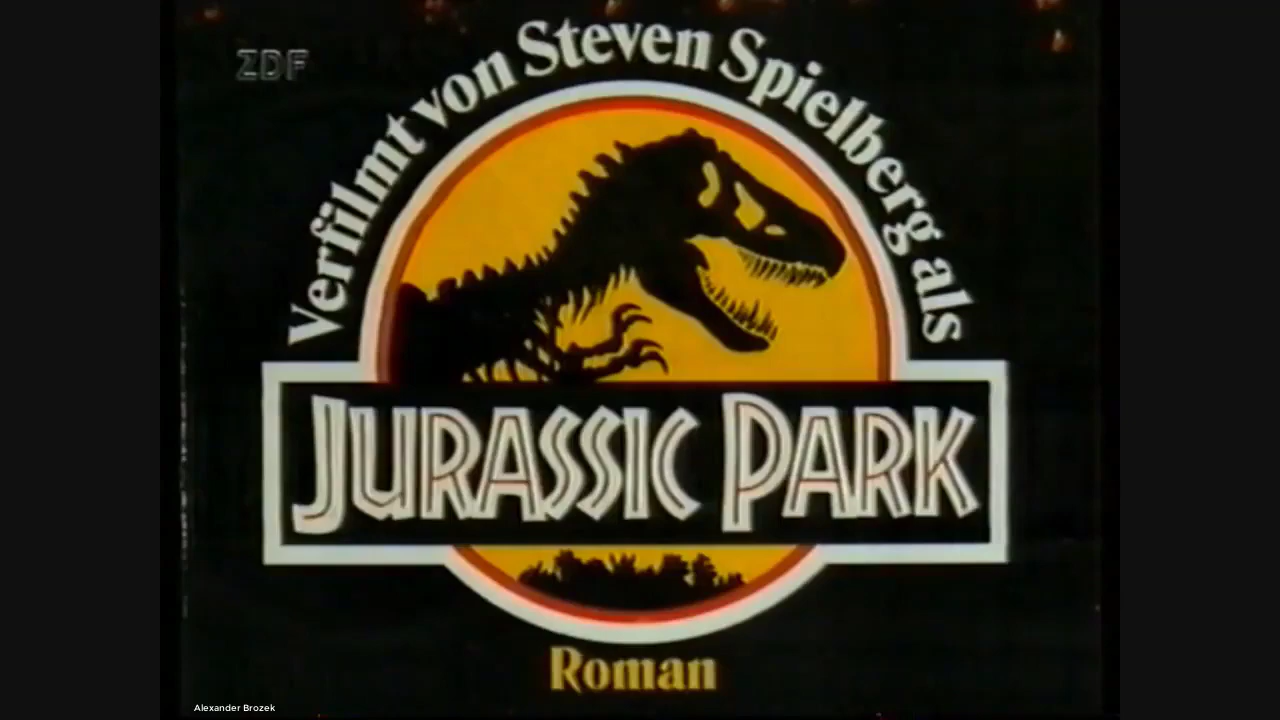 ZDF
Verfilmt von Steven Spielberg als
JURASSIC PARK
Roman
Alexander Brozek